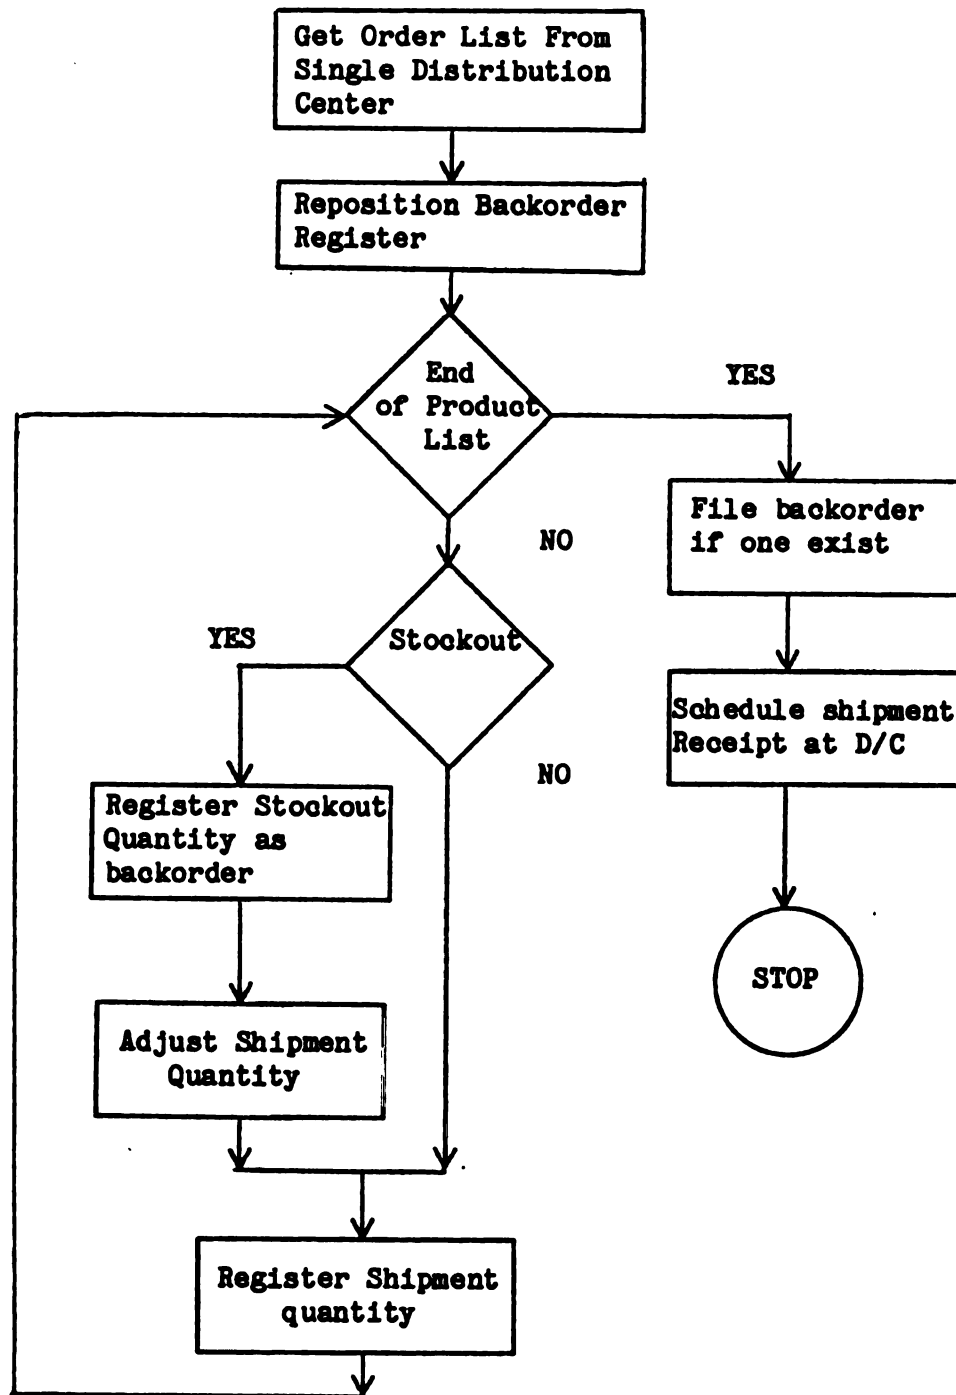 Get Order List From
Single Distribution
Center
Reposition Backorder
Register
End
of Product
List
YES
NO
File backorder
if one exist
Stockout
YES
NO
Schedule shipment
Receipt at D/C
Register Stockout
Quantity as
backorder
STOP
Adjust Shipment
Quantity
Register Shipment
quantity